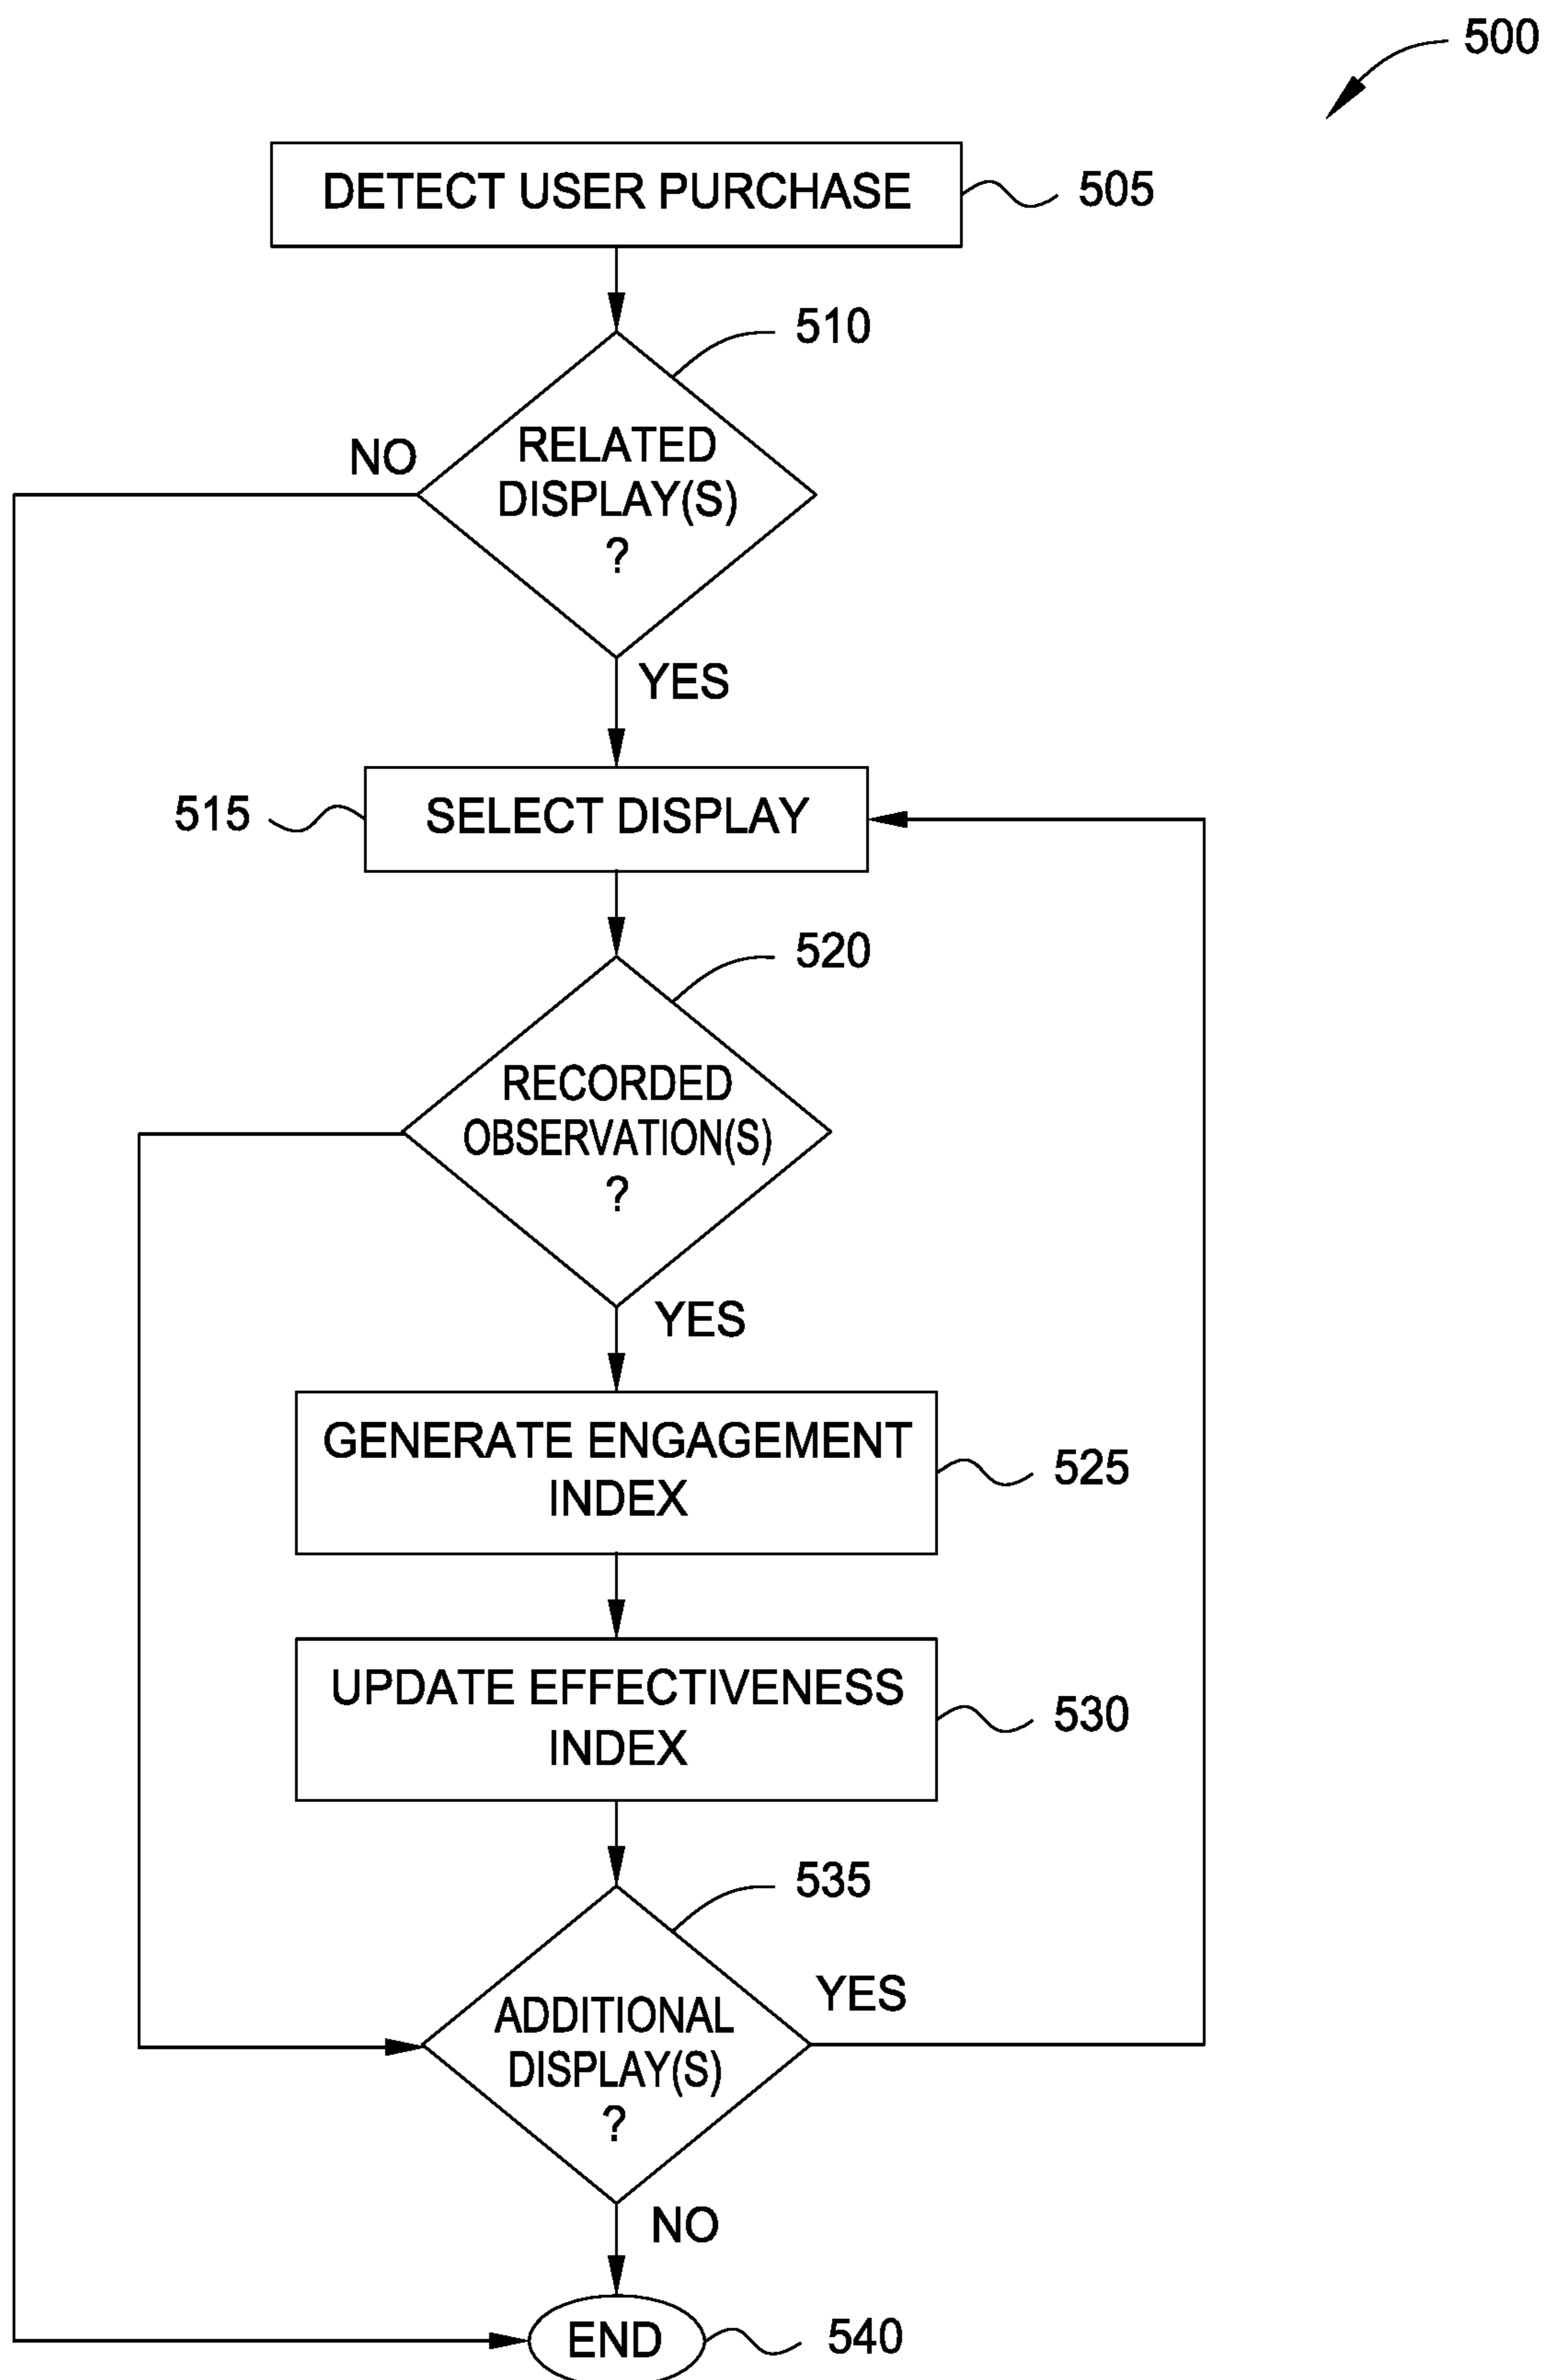 500
DETECT USER PURCHASE
505
510
RELATED
DISPLAY(S)
?
NO
YES
515
SELECT DISPLAY
520
RECORDED
OBSERVATION(S)
?
YES
GENERATE ENGAGEMENT
INDEX
525
UPDATE EFFECTIVENESS
INDEX
530
535
ADDITIONAL
DISPLAY(S)
?
YES
NO
END
540